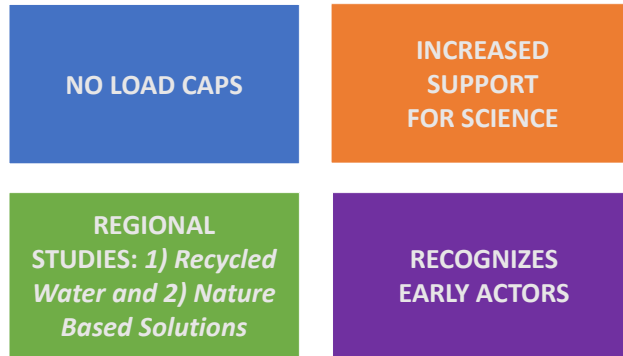 NO LOAD CAPS
INCREASED
SUPPORT
FOR SCIENCE
REGIONAL
STUDIES: 1) Recycled
Water and 2) Nature
Based Solutions
RECOGNIZES
EARLY ACTORS